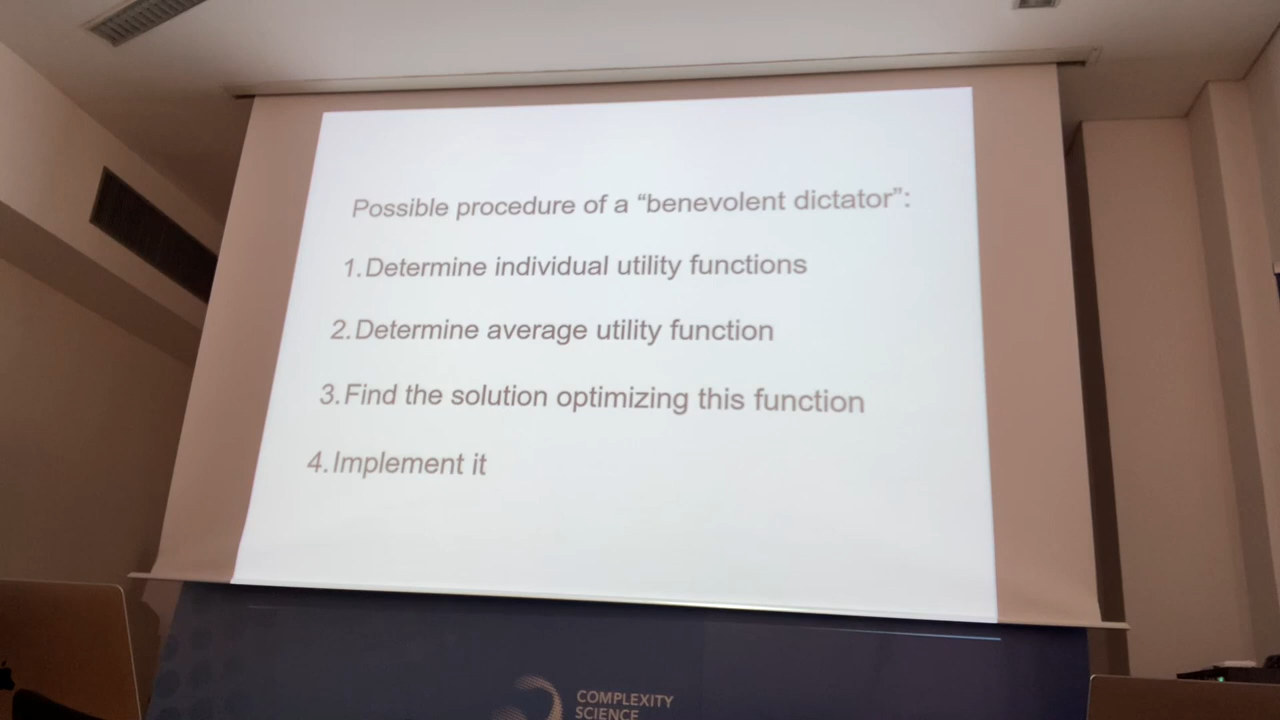 Possible procedure of a “benevolent dictator”:
1. Determine individual utility functions
2. Determine average utility function
3. Find the solution optimizing this function
4. Implement it
COMPLEXITY
SCIENCE